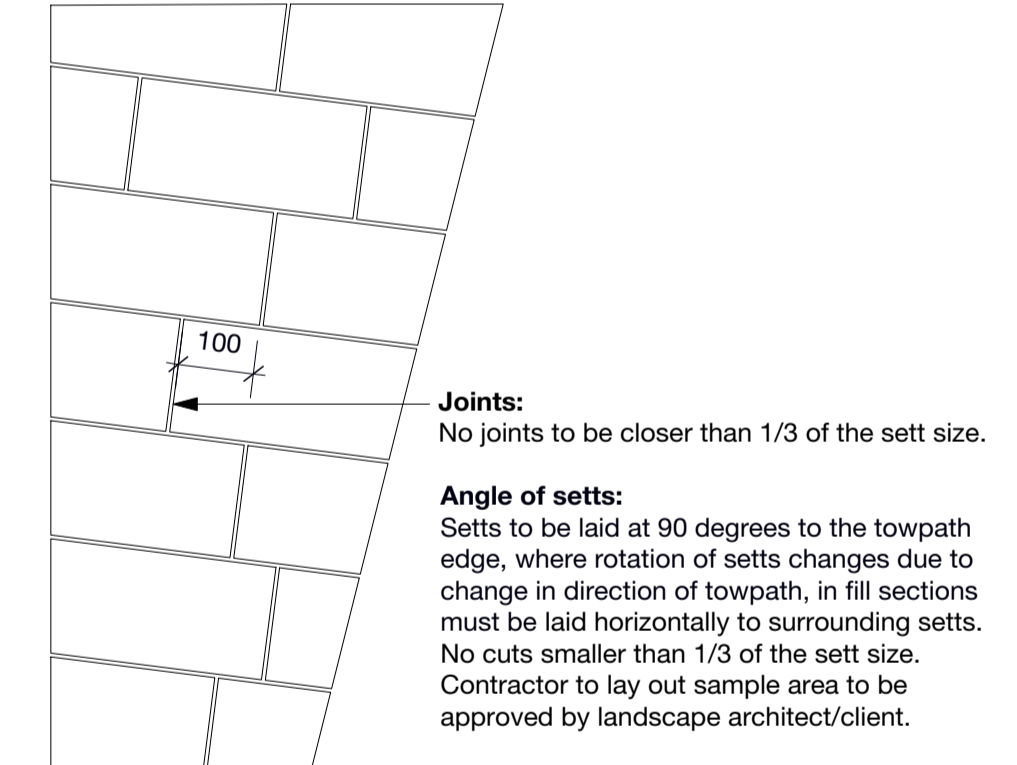 100
Joints:
No joints to be closer than 1/3 of the sett size.
Angle of setts:
Setts to be laid at 90 degrees to the towpath
edge, where rotation of setts changes due to
change in direction of towpath, in fill sections
must be laid horizontally to surrounding setts.
No cuts smaller than 1/3 of the sett size.
Contractor to lay out sample area to be
approved by landscape architect/client.